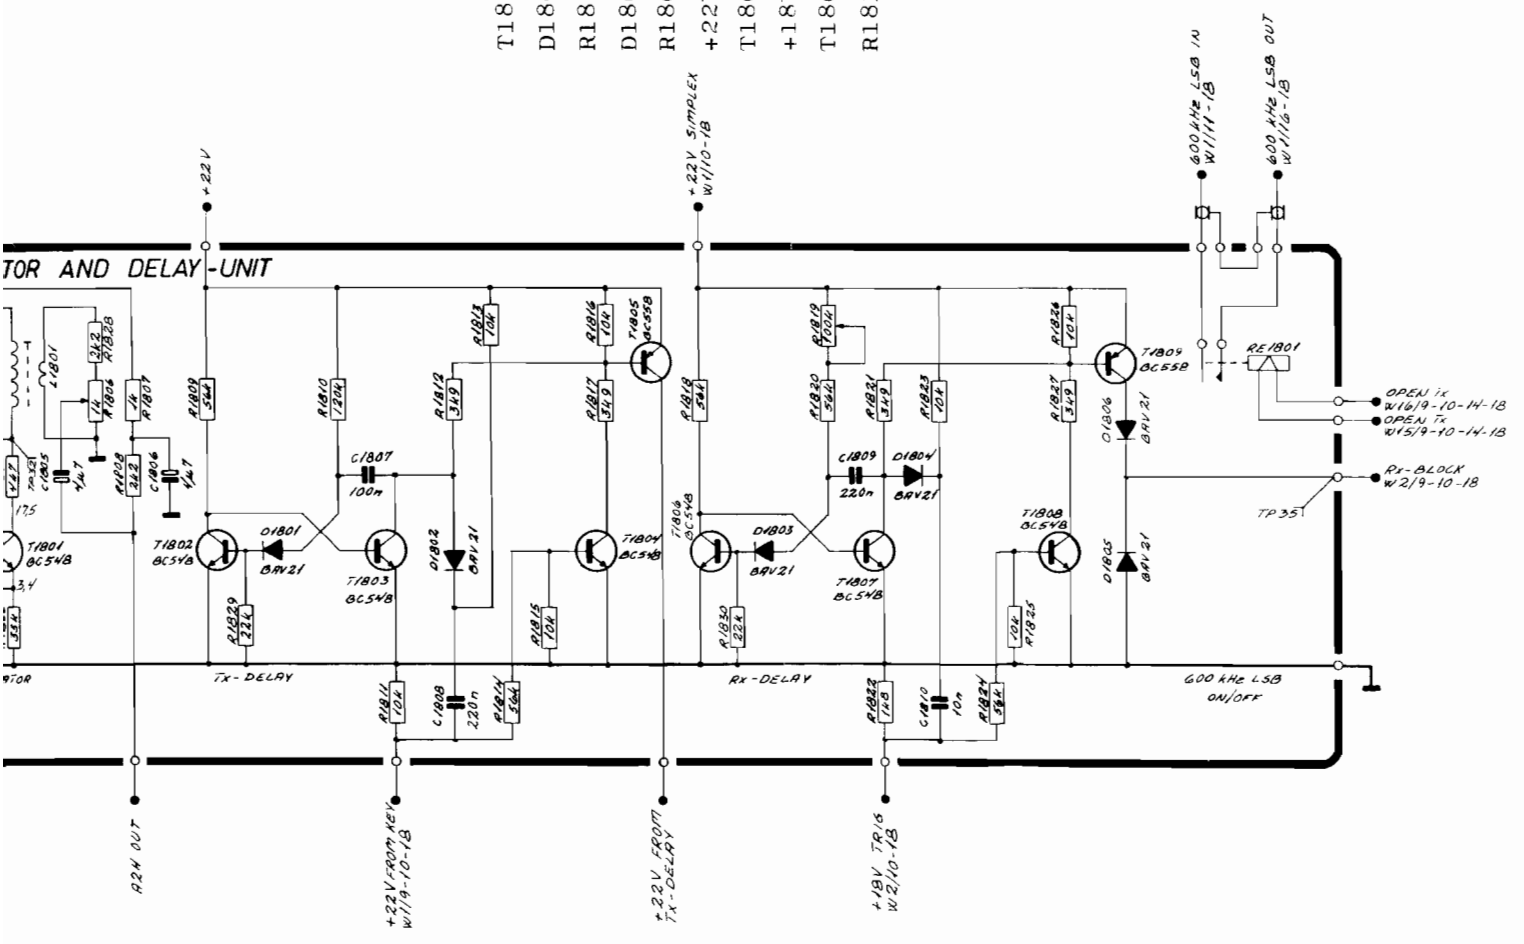 T18
D18
R18
D18
R18
+22
T18
+18
T18
R18
+22V
+22V SIMPLEX
W1/10-18
600 kHz LSB IN
W1/11-18
600 kHz LSB OUT
W1/16-18
TOR AND DELAY-UNIT
L1801
2k2
R1828
1k
R1806
1k
R1807
R1808
2k2
C1805
4µ7
C1806
4µ7
17,5
T1801
BC548
3,4
33k
ATOR
R1809
56k
R1810
120k
C1807
100n
R1812
3k9
R1813
10k
R1816
10k
R1817
3k9
T1805
BC558
T1802
BC548
D1801
BAV21
T1803
BC548
D1802
BAV21
T1804
BC548
R1829
22k
R1815
10k
TX-DELAY
R1811
10k
C1808
220n
R1814
56k
R1818
56k
R1819
100k
R1820
56k
R1821
3k9
R1823
10k
R1826
10k
R1827
3k9
T1809
BC558
RE1801
C1809
220n
D1804
BAV21
D1806
BAV21
T1806
BC548
D1803
BAV21
T1807
BC548
T1808
BC548
D1805
BAV21
R1830
22k
10k
R1825
RX-DELAY
R1822
1k8
C1810
10n
R1824
56k
600 kHz LSB
ON/OFF
OPEN Tx
W16/9-10-14-18
OPEN Tx
W15/9-10-14-18
RX-BLOCK
W2/9-10-18
TP35
A2H OUT
+22V FROM KEY
W1/9-10-18
+22V FROM
TX-DELAY
+18V TRIG
W2/10-18